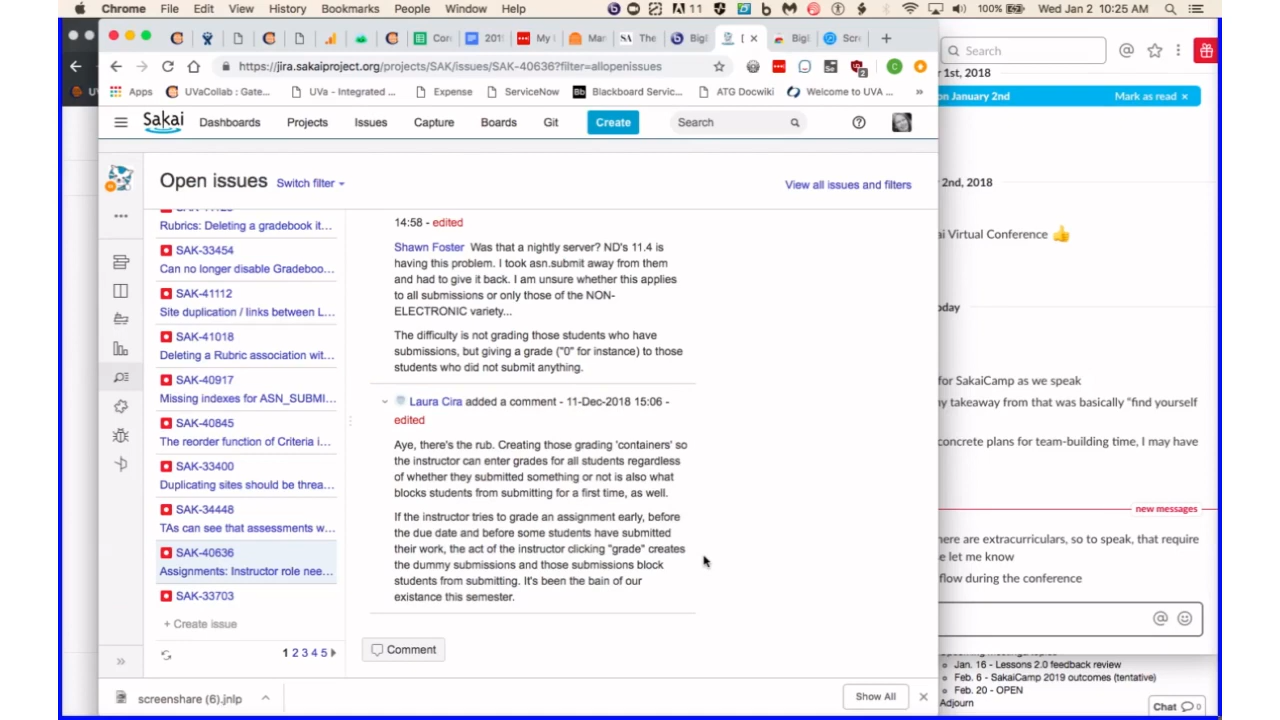 Chrome File Edit View History Bookmarks People Window Help 11 100% Wed Jan 2 10:25 AM
Con 201 My I Mar SA The Bigl [ × Bigl Scr +
https://jira.sakaiproject.org/projects/SAK/issues/SAK-40636?filter=allopenissues
Apps UVaCollab : Gate... UVa - Integrated ... Expense ServiceNow Bb Blackboard Servic... ATG Docwiki Welcome to UVA ... »
Sakai Dashboards Projects Issues Capture Boards Git Create Search
Open issues Switch filter
View all issues and filters
Rubrics: Deleting a gradebook it...
SAK-33454
Can no longer disable Gradeboo...
SAK-41112
Site duplication / links between L...
SAK-41018
Deleting a Rubric association wit...
SAK-40917
Missing indexes for ASN_SUBMI...
SAK-40845
The reorder function of Criteria i...
SAK-33400
Duplicating sites should be threa...
SAK-34448
TAs can see that assessments w...
SAK-40636
Assignments: Instructor role nee...
SAK-33703
+ Create issue
1 2 3 4 5
14:58 - edited
Shawn Foster Was that a nightly server? ND's 11.4 is
having this problem. I took asn.submit away from them
and had to give it back. I am unsure whether this applies
to all submissions or only those of the NON-
ELECTRONIC variety...
The difficulty is not grading those students who have
submissions, but giving a grade ("0" for instance) to those
students who did not submit anything.
Laura Cira added a comment - 11-Dec-2018 15:06 -
edited
Aye, there's the rub. Creating those grading 'containers' so
the instructor can enter grades for all students regardless
of whether they submitted something or not is also what
blocks students from submitting for a first time, as well.
If the instructor tries to grade an assignment early, before
the due date and before some students have submitted
their work, the act of the instructor clicking "grade" creates
the dummy submissions and those submissions block
students from submitting. It's been the bain of our
existance this semester.
Comment
screenshare (6).jnlp
Show All
Search
r 1st, 2018
on January 2nd Mark as read ×
2nd, 2018
ai Virtual Conference
oday
for SakaiCamp as we speak
ny takeaway from that was basically "find yourself
concrete plans for team-building time, I may have
new messages
here are extracurriculars, so to speak, that require
e let me know
flow during the conference
Jan. 16 - Lessons 2.0 feedback review
Feb. 6 - SakaiCamp 2019 outcomes (tentative)
Feb. 20 - OPEN
Adjourn
Chat 0